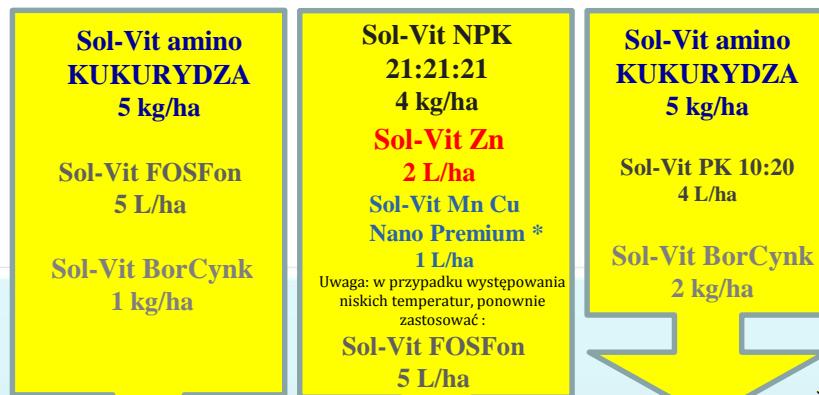 Sol-Vit amino
KUKURYDZA
5 kg/ha
Sol-Vit FOSFon
5 L/ha
Sol-Vit BorCynk
1 kg/ha
Sol-Vit NPK
21:21:21
4 kg/ha
Sol-Vit Zn
2 L/ha
Sol-Vit Mn Cu
Nano Premium *
1 L/ha
Uwaga: w przypadku występowania
niskich temperatur, ponownie
zastosować :
Sol-Vit FOSFon
5 L/ha
Sol-Vit amino
KUKURYDZA
5 kg/ha
Sol-Vit PK 10:20
4 L/ha
Sol-Vit BorCynk
2 kg/ha